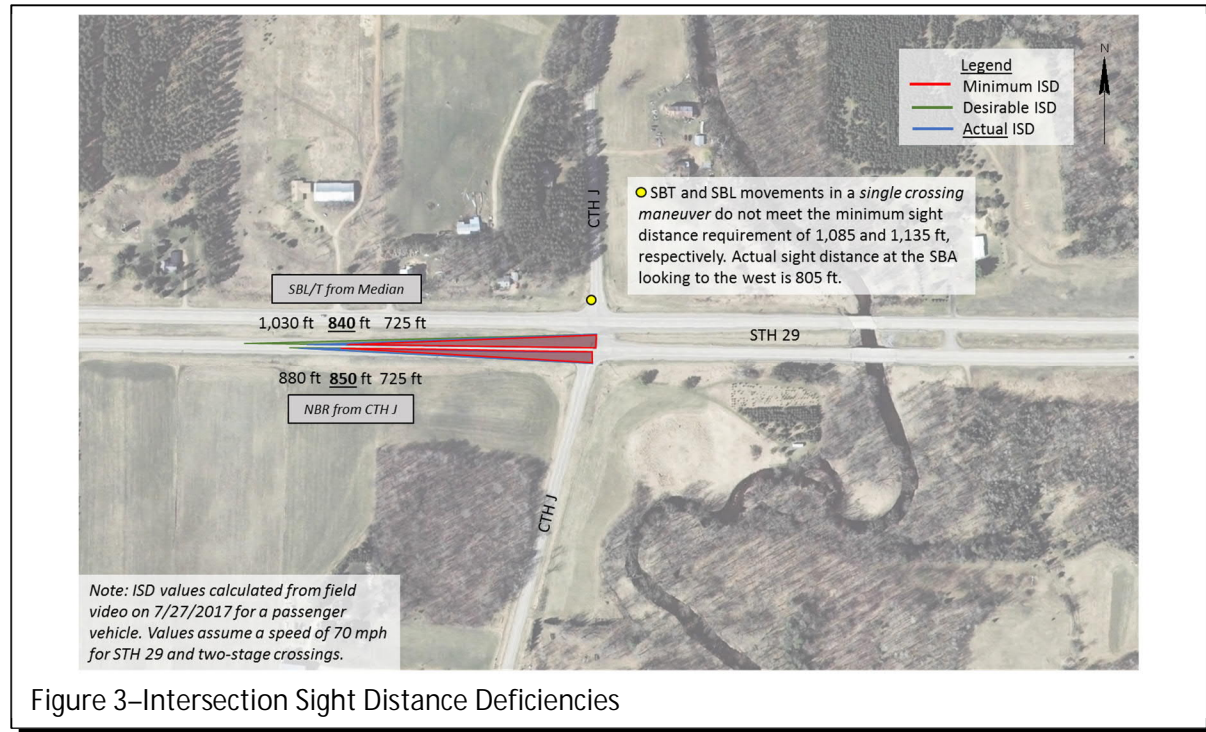 Legend
Minimum ISD
Desirable ISD
Actual ISD
N
CTH J
SBT and SBL movements in a single crossing
maneuver do not meet the minimum sight
distance requirement of 1,085 and 1,135 ft,
respectively. Actual sight distance at the SBA
looking to the west is 805 ft.
SBL/T from Median
1,030 ft 840 ft 725 ft
STH 29
880 ft 850 ft 725 ft
NBR from CTH J
CTH J
Note: ISD values calculated from field
video on 7/27/2017 for a passenger
vehicle. Values assume a speed of 70 mph
for STH 29 and two-stage crossings.
Figure 3–Intersection Sight Distance Deficiencies